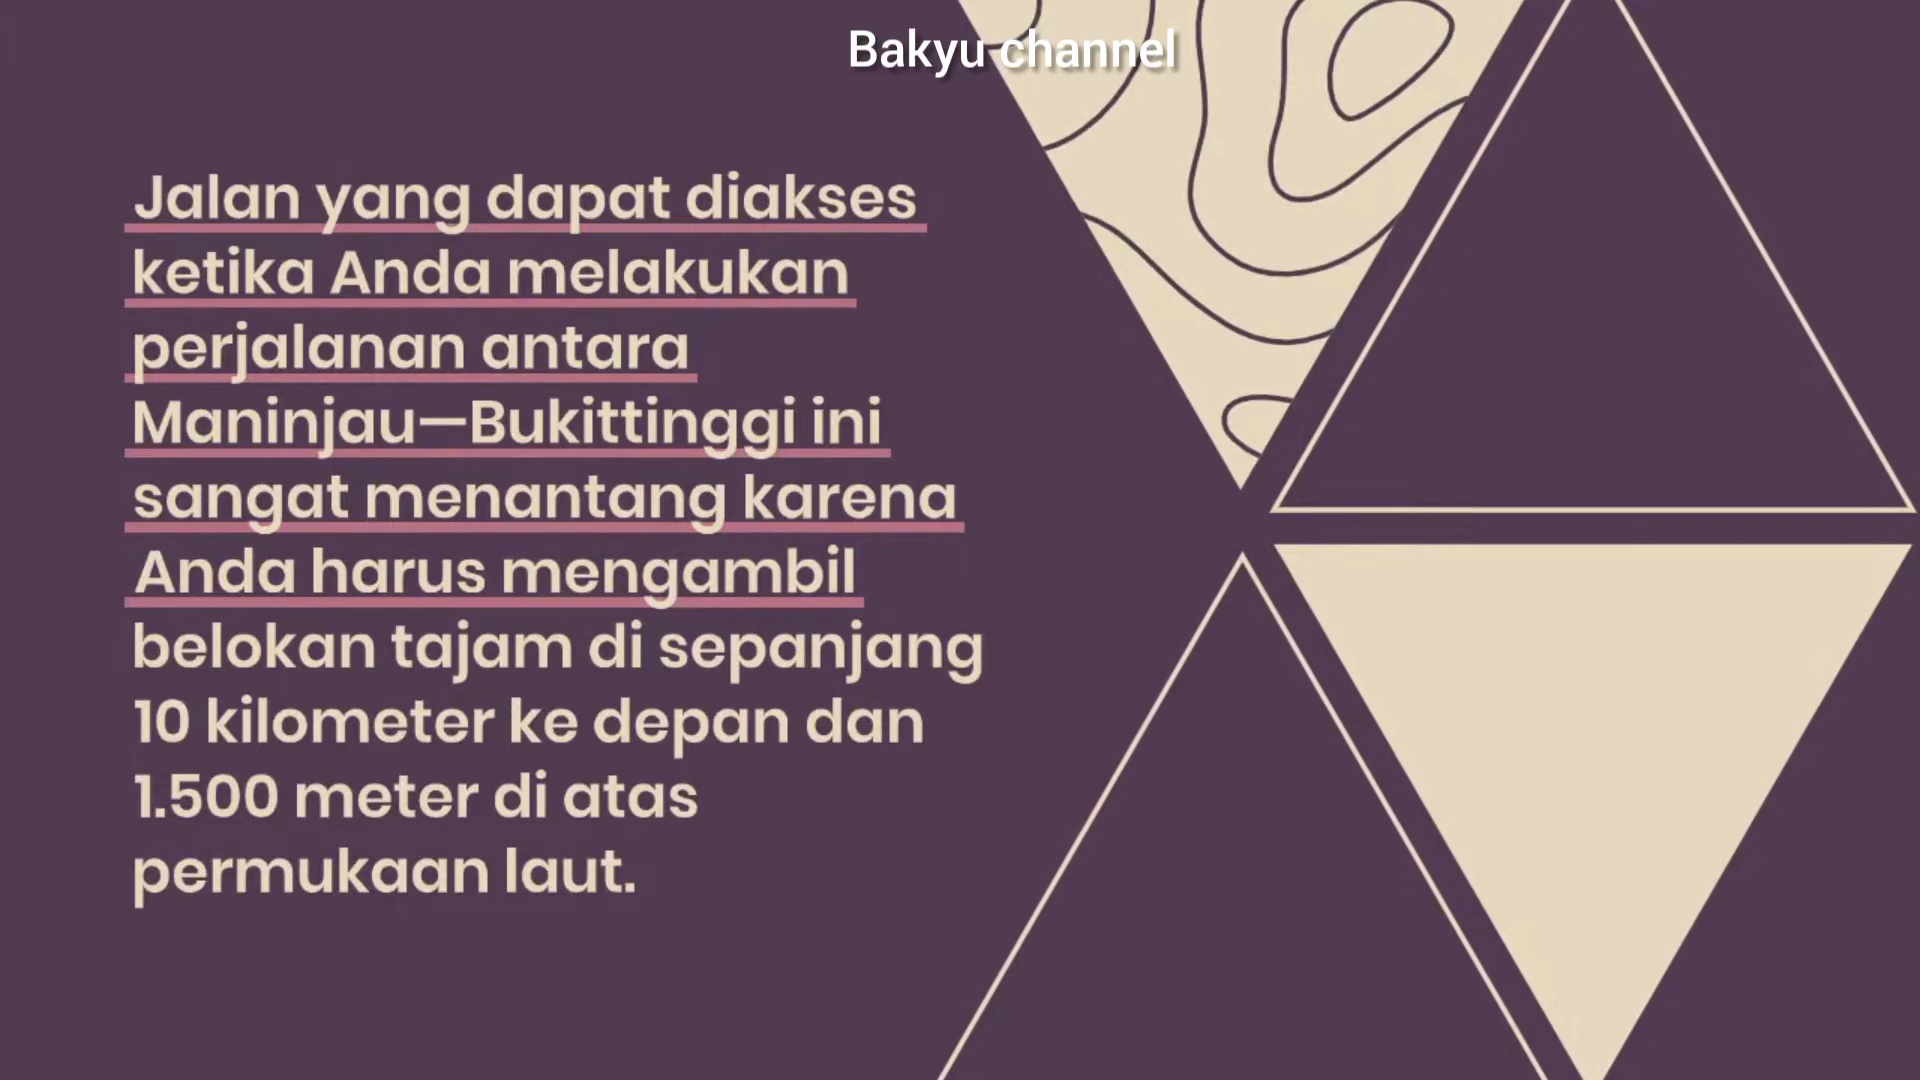 Bakyu channel
Jalan yang dapat diakses
ketika Anda melakukan
perjalanan antara
Maninjau—Bukittinggi ini
sangat menantang karena
Anda harus mengambil
belokan tajam di sepanjang
10 kilometer ke depan dan
1.500 meter di atas
permukaan laut.